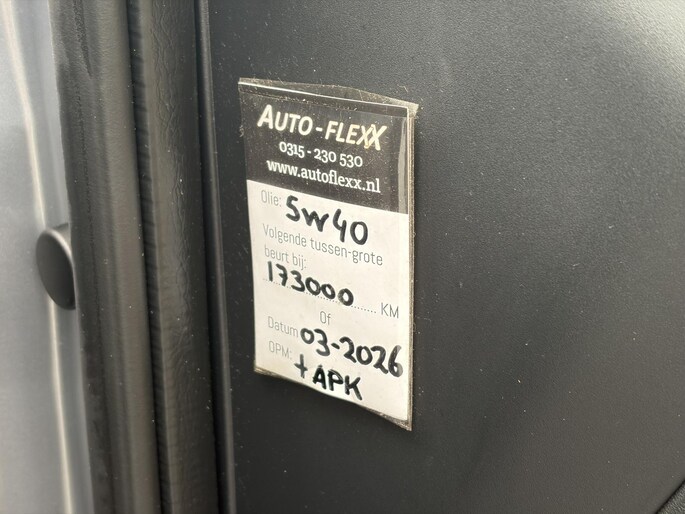 AUTO-FLEXX
0315 - 230 530
www.autoflexx.nl
Olie: 5w40
Volgende tussen-grote
beurt bij:
173000 KM
Of
Datum 03-2026
OPM: + APK